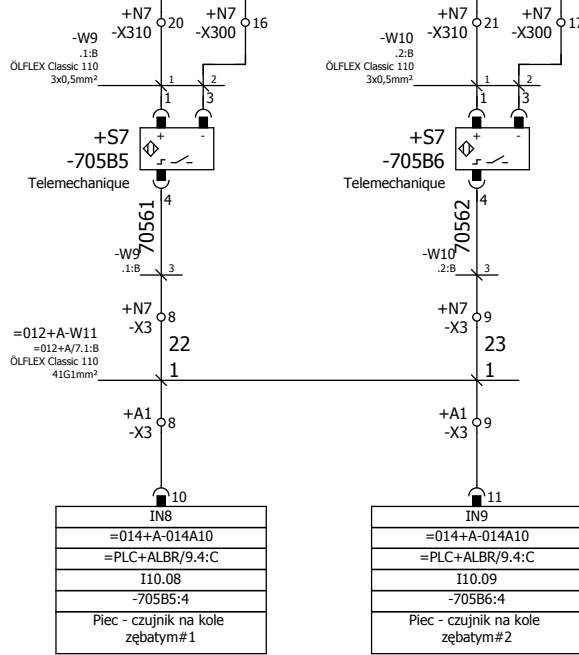 +N7
-X310
20
+N7
-X300
16
-W9
.1:B
ÖLFLEX Classic 110
3x0,5mm²
1
2
1
3
+S7
-705B5
Telemechanique
+
-
4
70561
-W9
.1:B
3
+N7
-X3
8
=012+A-W11
=012+A/7.1:B
ÖLFLEX Classic 110
41G1mm²
22
1
+A1
-X3
8
10
IN8
=014+A-014A10
=PLC+ALBR/9.4:C
I10.08
-705B5:4
Piec - czujnik na kole
zębatym#1
+N7
-X310
21
+N7
-X300
17
-W10
.2:B
ÖLFLEX Classic 110
3x0,5mm²
1
2
1
3
+S7
-705B6
Telemechanique
+
-
4
70562
-W10
.2:B
3
+N7
-X3
9
23
1
+A1
-X3
9
11
IN9
=014+A-014A10
=PLC+ALBR/9.4:C
I10.09
-705B6:4
Piec - czujnik na kole
zębatym#2